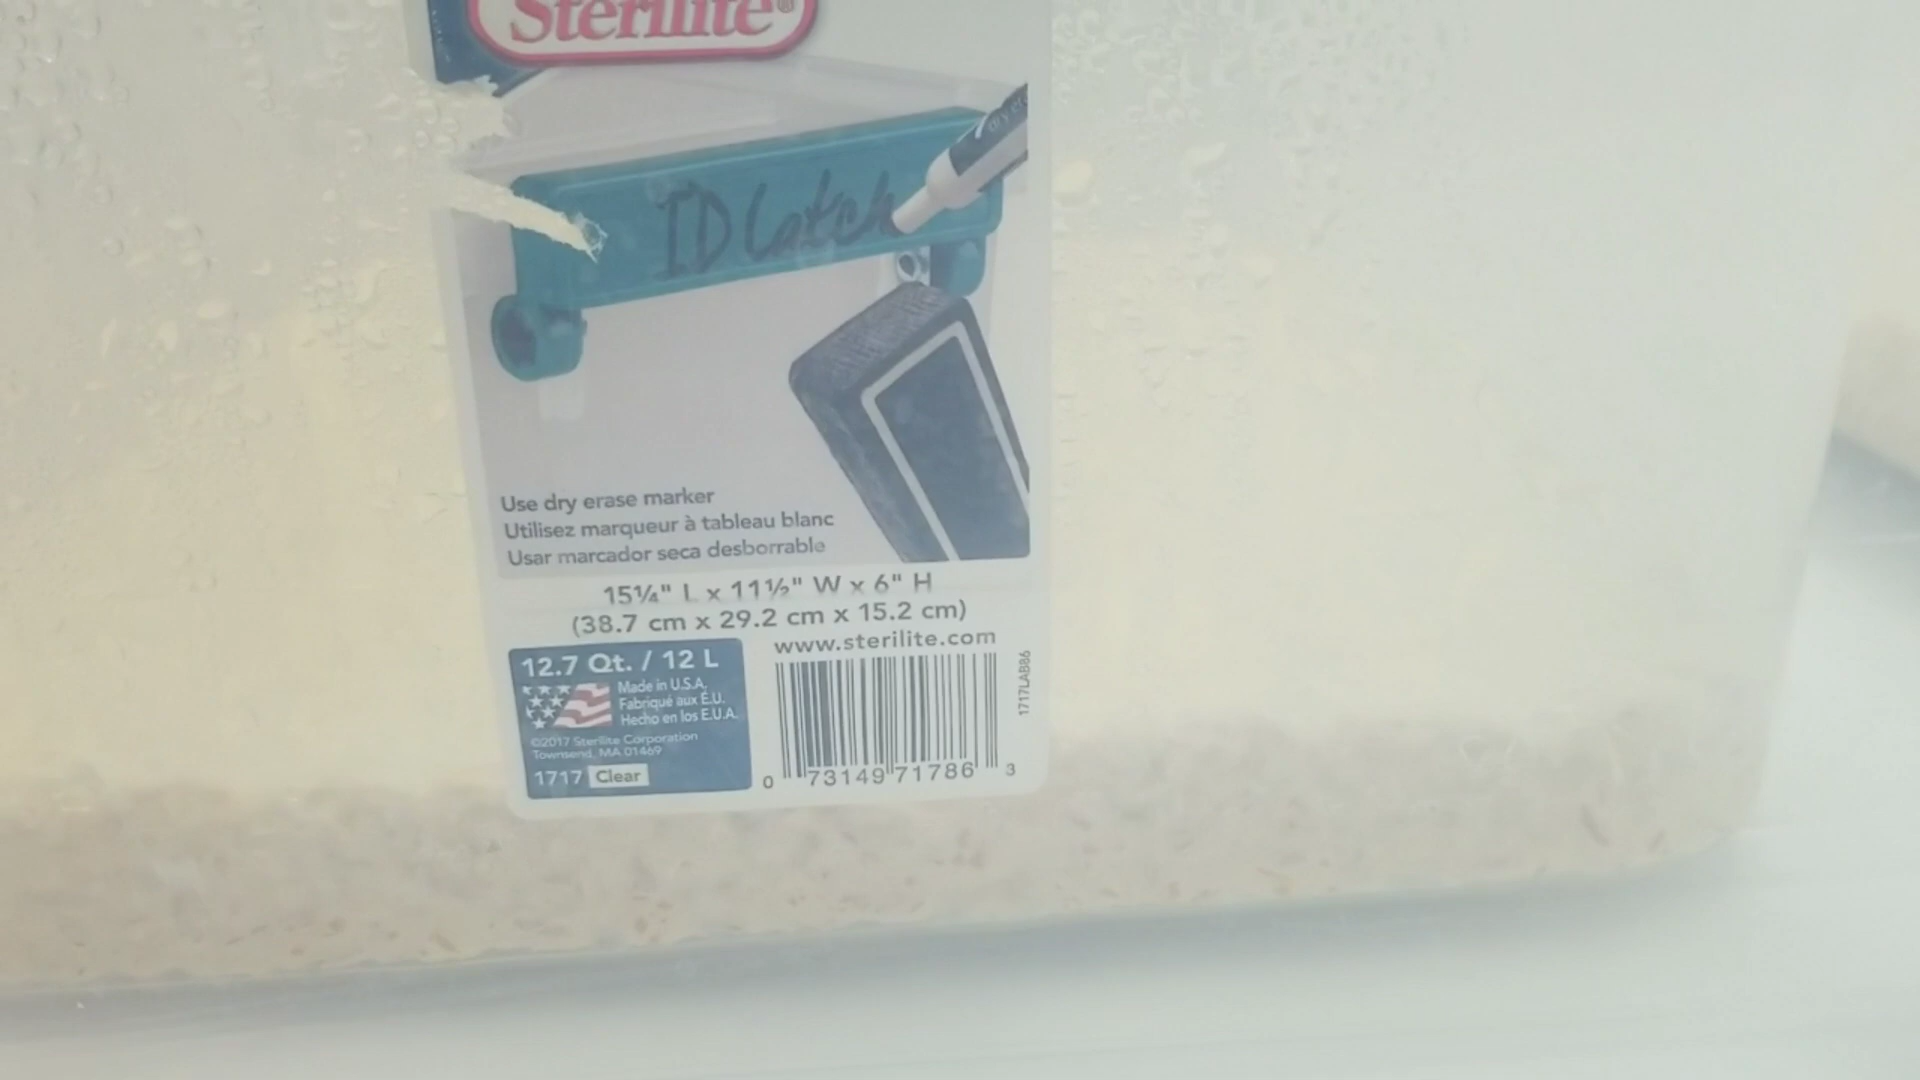 Sterilite®
ID Latch
Use dry erase marker
Utilisez marqueur à tableau blanc
Usar marcador seca desborrable
15¼" L x 11½" W x 6" H
(38.7 cm x 29.2 cm x 15.2 cm)
www.sterilite.com
12.7 Qt. / 12 L
Made in U.S.A.
Fabriqué aux É.U.
Hecho en los E.U.A.
©2017 Sterilite Corporation
Townsend, MA 01469
1717 Clear
0 73149 71786 3
1717LAB86